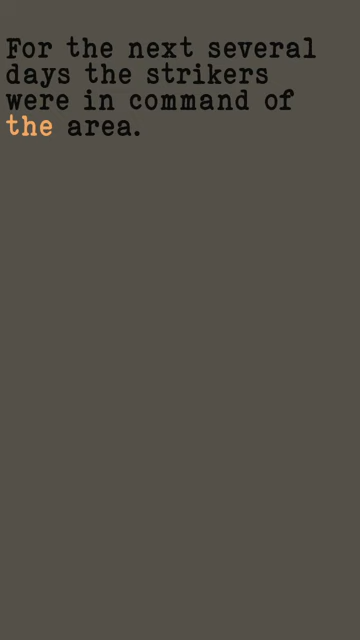 For the next several
days the strikers
were in command of
the area.